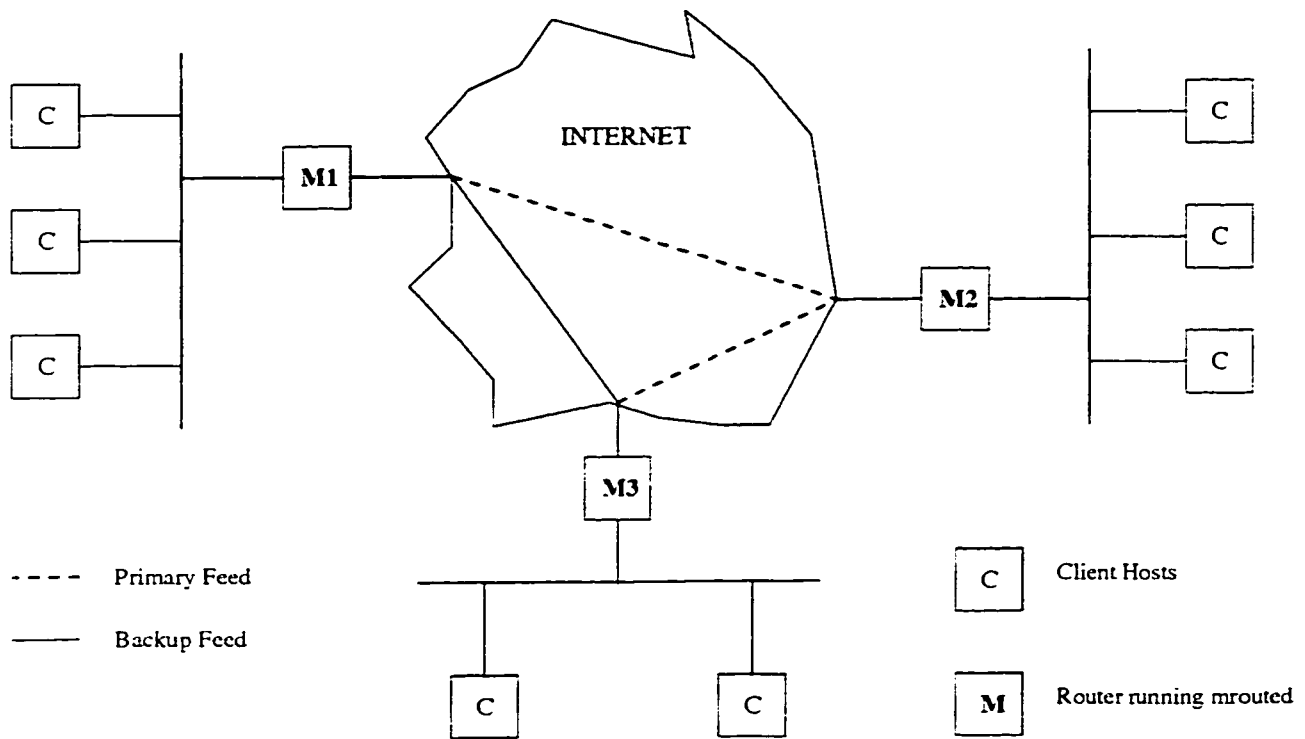 C
C
C
M1
INTERNET
M2
C
C
C
M3
C
C
Primary Feed
Backup Feed
C Client Hosts
M Router running mrouted